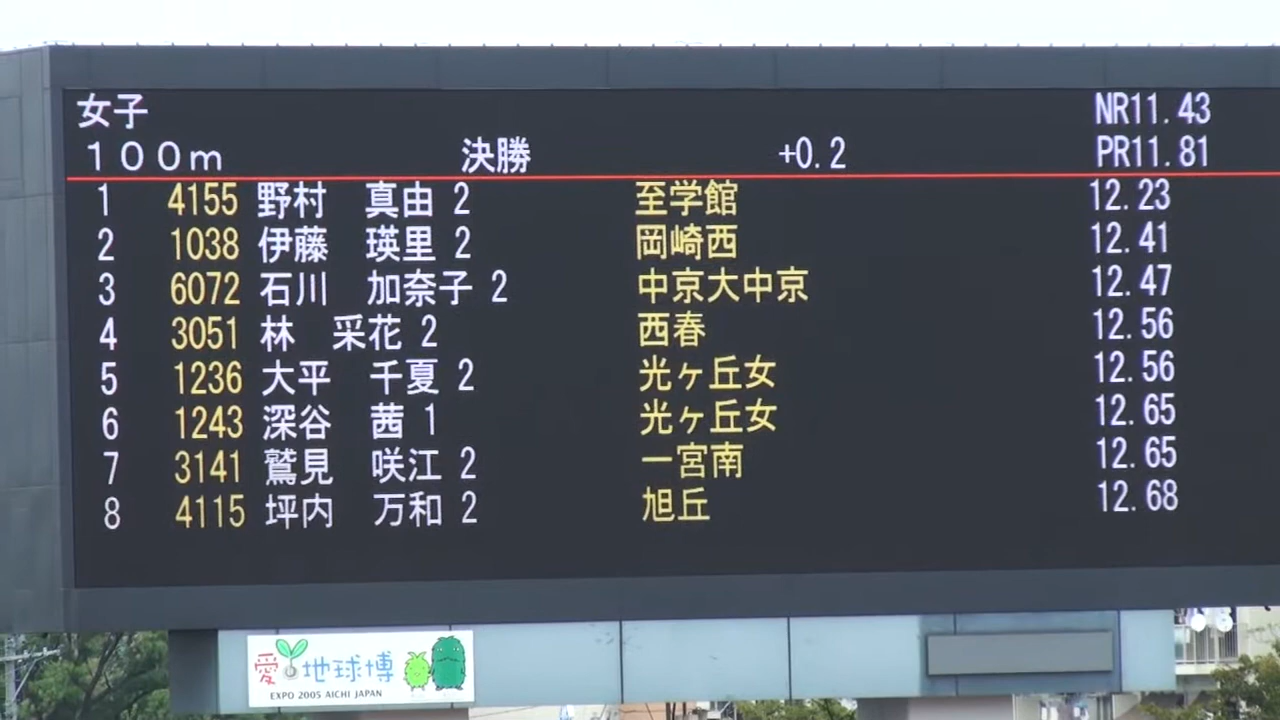 女子 NR11.43
１００ｍ 決勝 +0.2 PR11.81
1 4155 野村 真由 2 至学館 12.23
2 1038 伊藤 瑛里 2 岡崎西 12.41
3 6072 石川 加奈子 2 中京大中京 12.47
4 3051 林 采花 2 西春 12.56
5 1236 大平 千夏 2 光ヶ丘女 12.56
6 1243 深谷 茜 1 光ヶ丘女 12.65
7 3141 鷲見 咲江 2 一宮南 12.65
8 4115 坪内 万和 2 旭丘 12.68
愛・地球博
EXPO 2005 AICHI JAPAN